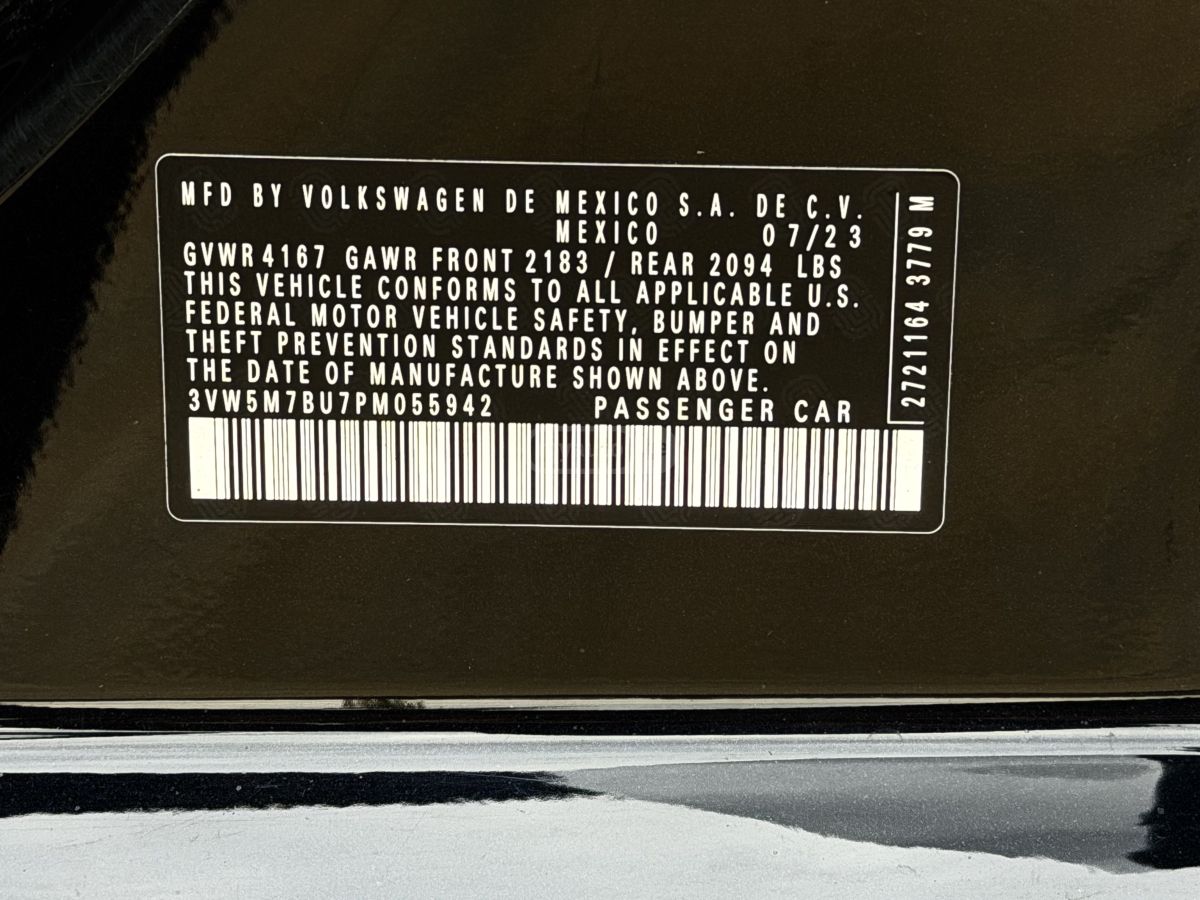 MFD BY VOLKSWAGEN DE MEXICO S.A. DE C.V.
MEXICO 07/23
GVWR 4167 GAWR FRONT 2183 / REAR 2094 LBS
THIS VEHICLE CONFORMS TO ALL APPLICABLE U.S.
FEDERAL MOTOR VEHICLE SAFETY, BUMPER AND
THEFT PREVENTION STANDARDS IN EFFECT ON
THE DATE OF MANUFACTURE SHOWN ABOVE.
3VW5M7BU7PM055942 PASSENGER CAR
2721164 3779 M